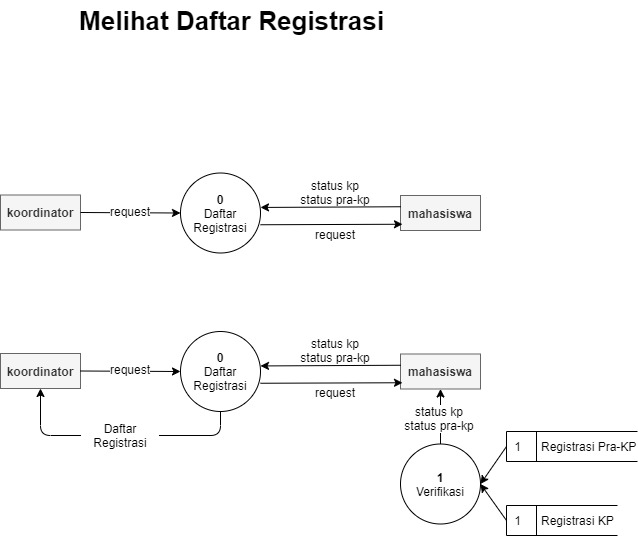 Melihat Daftar Registrasi
koordinator
request
0
Daftar
Registrasi
status kp
status pra-kp
request
mahasiswa
koordinator
request
0
Daftar
Registrasi
status kp
status pra-kp
request
mahasiswa
Daftar
Registrasi
status kp
status pra-kp
1
Verifikasi
1 Registrasi Pra-KP
1 Registrasi KP